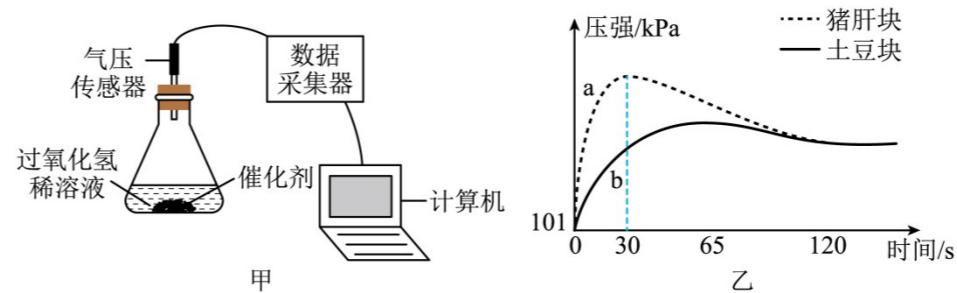 气压
传感器
数据
采集器
过氧化氢
稀溶液
催化剂
计算机
甲
压强/kPa
猪肝块
土豆块
a
b
101
0
30
65
120
时间/s
乙